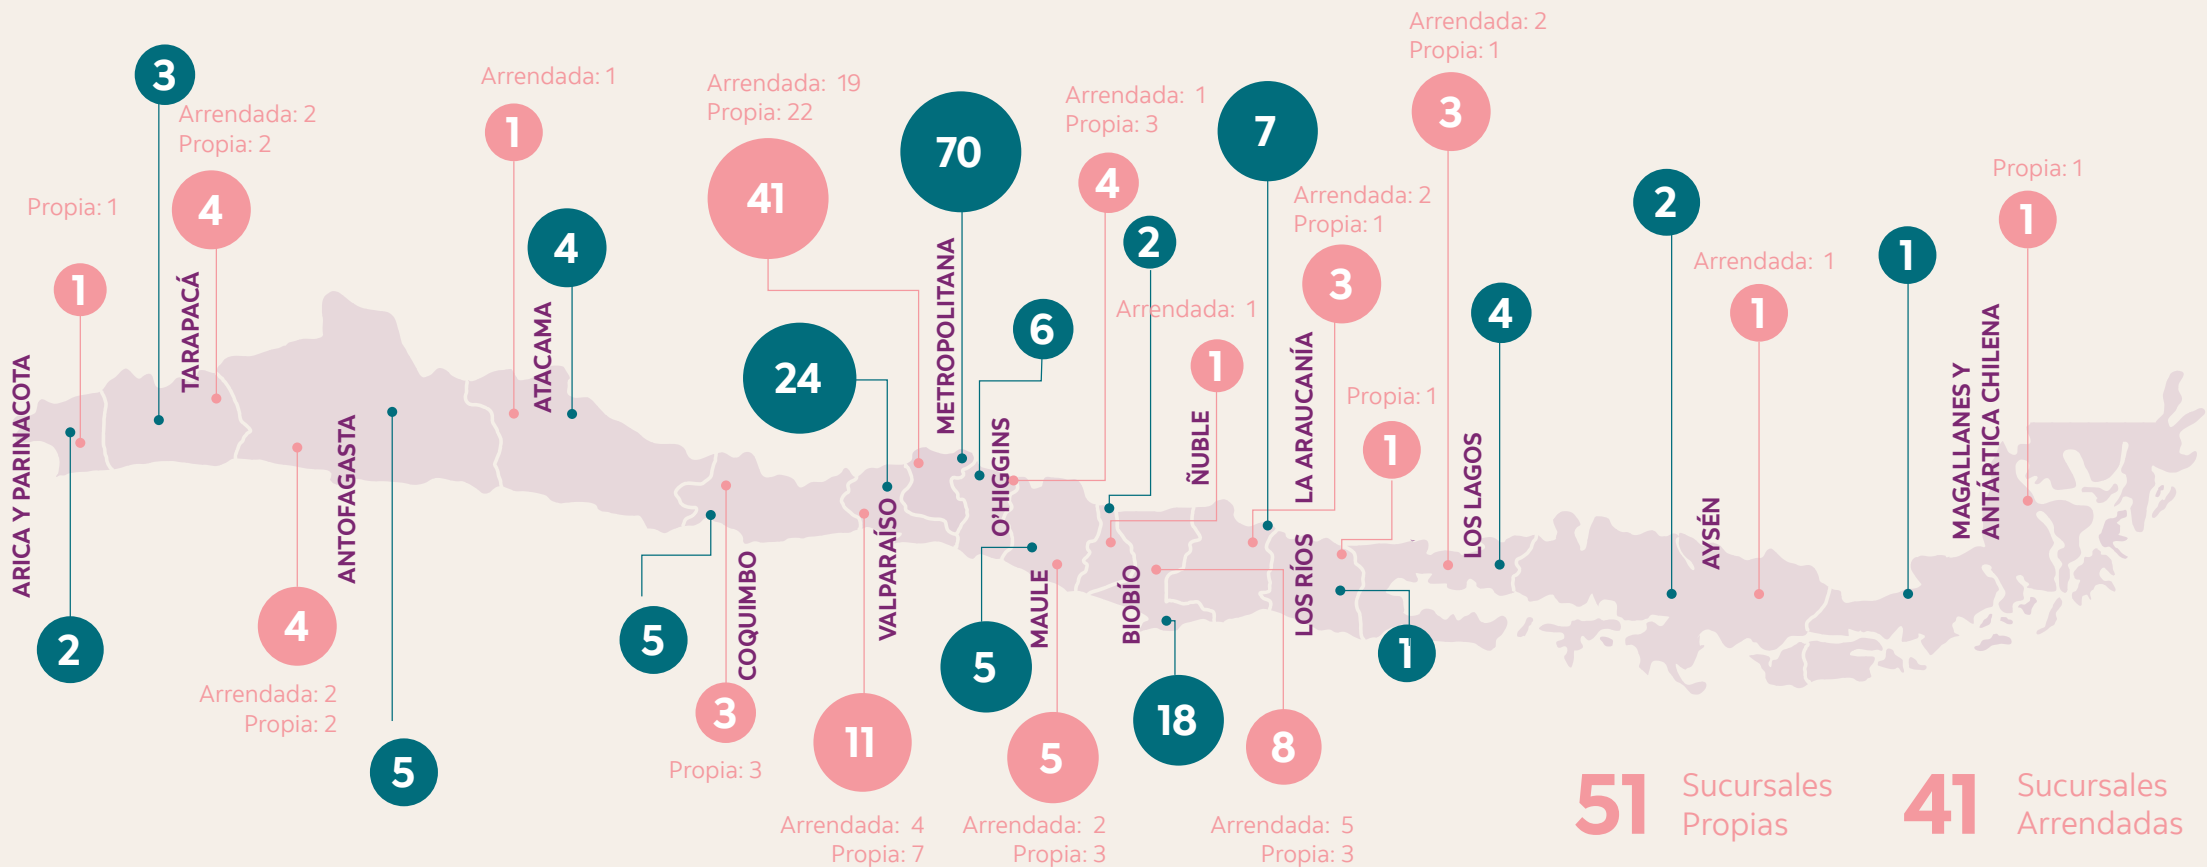 Propia: 1
1
ARICA Y PARINACOTA
2
3
Arrendada: 2
Propia: 2
4
TARAPACÁ
4
Arrendada: 2
Propia: 2
ANTOFAGASTA
5
Arrendada: 1
1
4
ATACAMA
5
3
Propia: 3
COQUIMBO
Arrendada: 19
Propia: 22
41
24
11
Arrendada: 4
Propia: 7
VALPARAÍSO
70
METROPOLITANA
6
O'HIGGINS
Arrendada: 1
Propia: 3
4
5
MAULE
5
Arrendada: 2
Propia: 3
2
Arrendada: 1
1
ÑUBLE
BIOBÍO
18
8
Arrendada: 5
Propia: 3
7
Arrendada: 2
Propia: 1
3
LA ARAUCANÍA
Propia: 1
1
LOS RÍOS
1
Arrendada: 2
Propia: 1
3
LOS LAGOS
4
2
Arrendada: 1
1
AYSÉN
1
Propia: 1
1
MAGALLANES Y
ANTÁRTICA CHILENA
51
Sucursales
Propias
41
Sucursales
Arrendadas